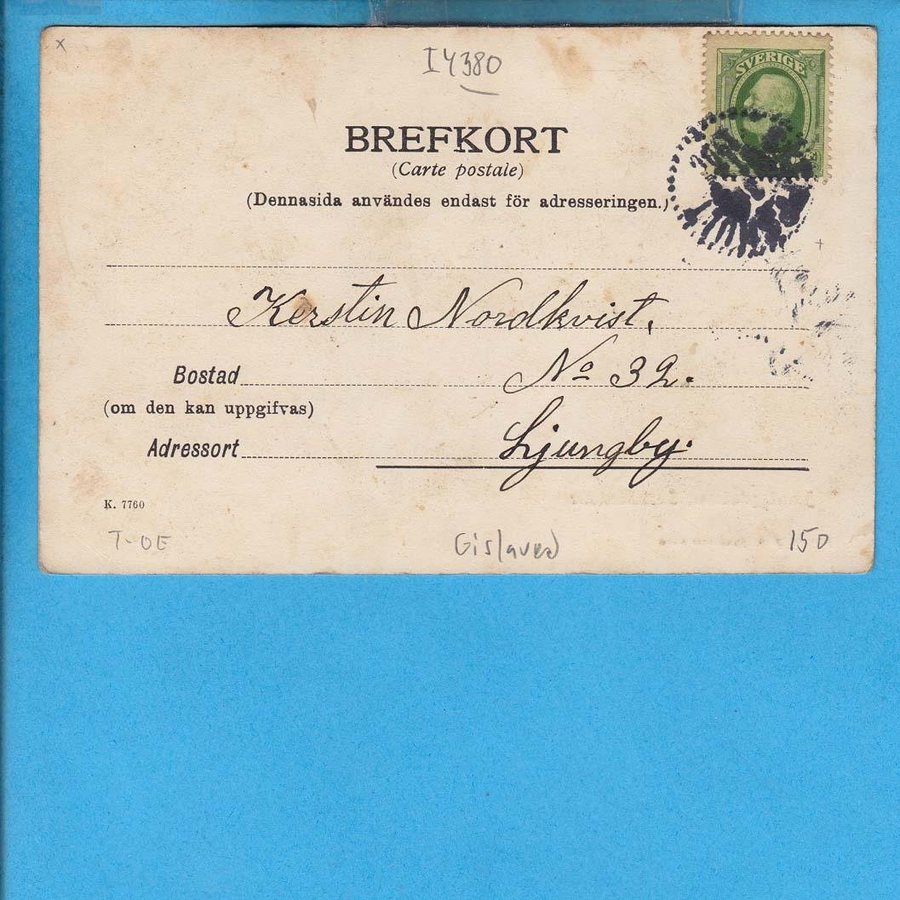 x
I4380
SVERIGE
BREFKORT
(Carte postale)
(Dennasida användes endast för adresseringen.)
Kerstin Nordkvist.
Bostad No 32.
(om den kan uppgifvas)
Adressort Ljungby.
K. 7760
T-OE Gislaved 150